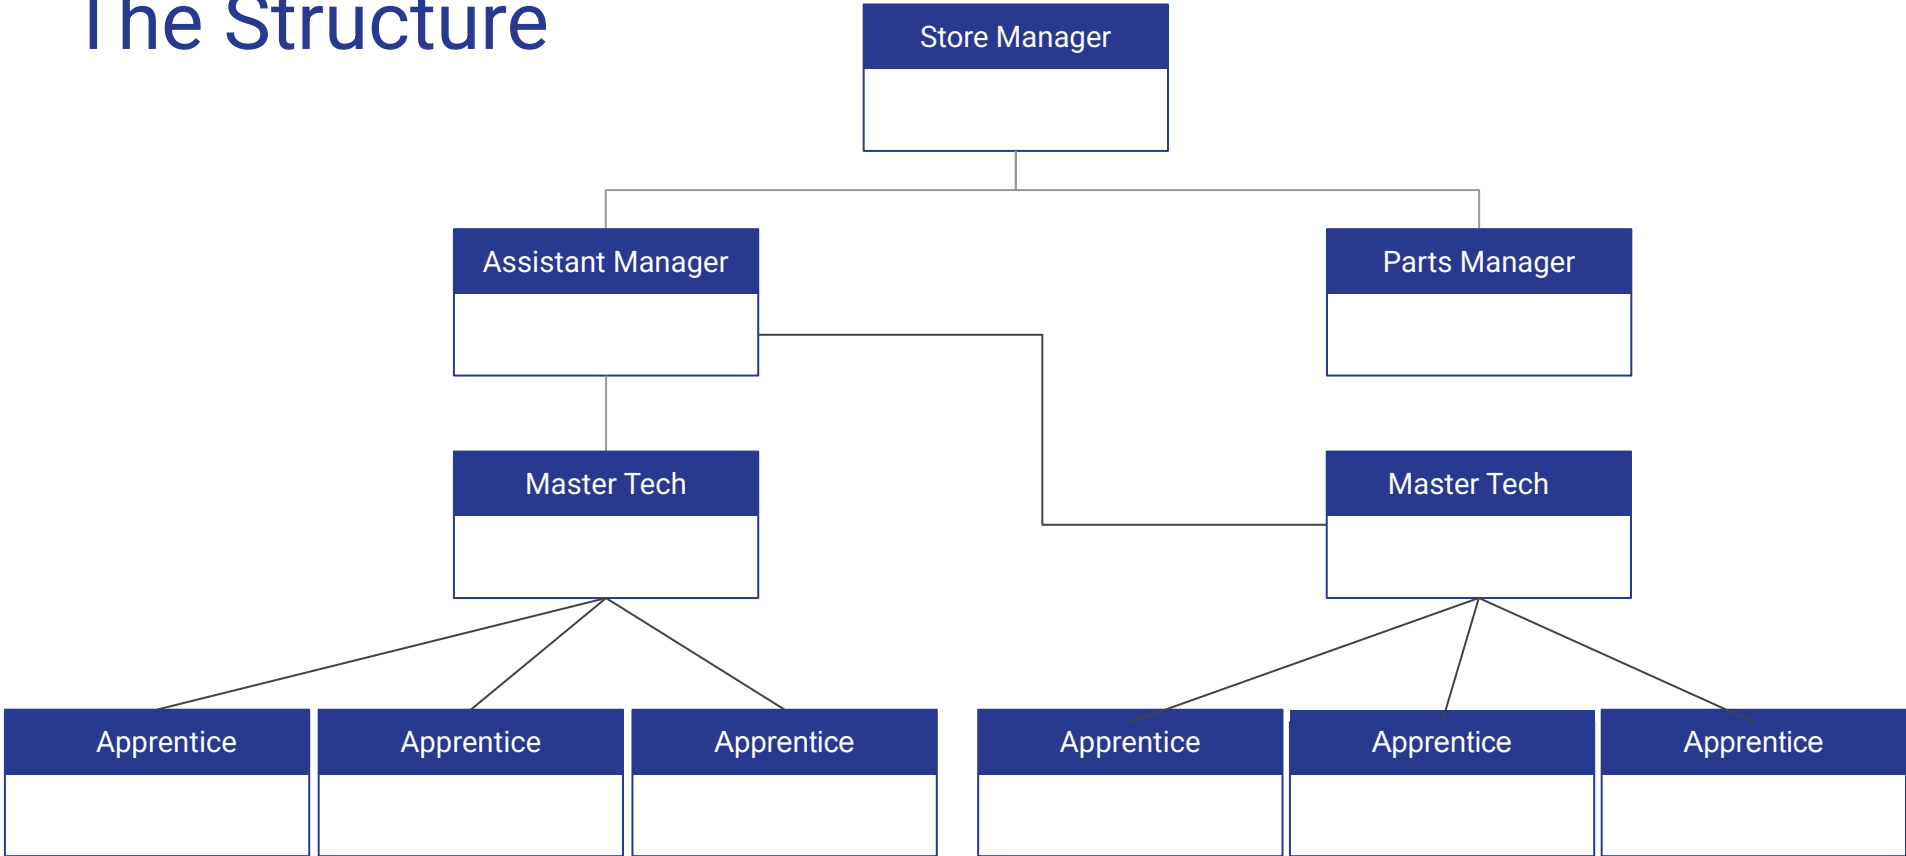 The Structure
Store Manager
Assistant Manager
Parts Manager
Master Tech
Master Tech
Apprentice
Apprentice
Apprentice
Apprentice
Apprentice
Apprentice